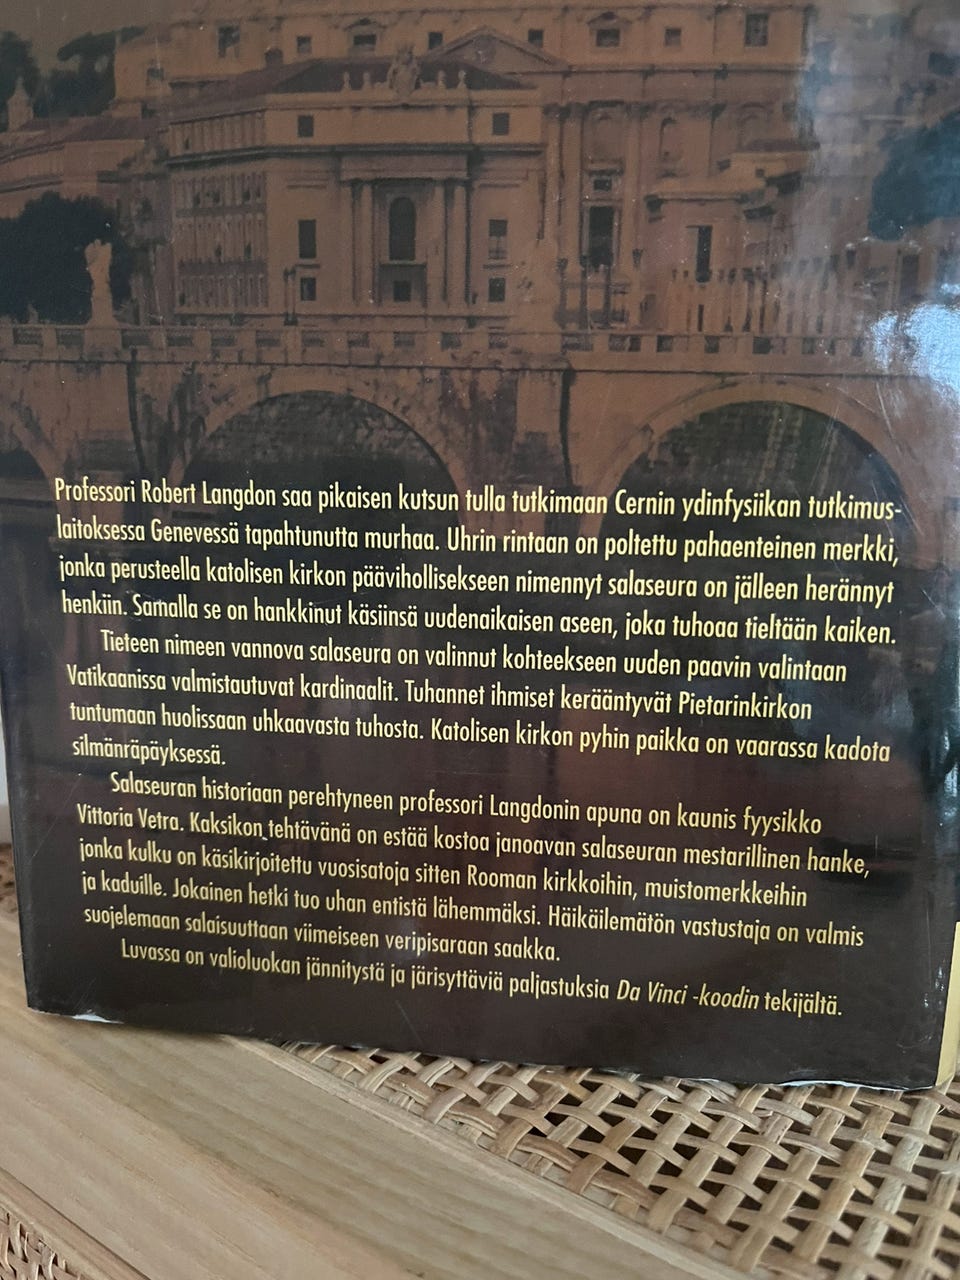 Professori Robert Langdon saa pikaisen kutsun tulla tutkimaan Cernin ydinfysiikan tutkimus-
laitoksessa Genevessä tapahtunutta murhaa. Uhrin rintaan on poltettu pahaenteinen merkki,
jonka perusteella katolisen kirkon päävihollisekseen nimennyt salaseura on jälleen herännyt
henkiin. Samalla se on hankkinut käsiinsä uudenaikaisen aseen, joka tuhoaa tieltään kaiken.
Tieteen nimeen vannova salaseura on valinnut kohteekseen uuden paavin valintaan
Vatikaanissa valmistautuvat kardinaalit. Tuhannet ihmiset kerääntyvät Pietarinkirkon
tuntumaan huolissaan uhkaavasta tuhosta. Katolisen kirkon pyhin paikka on vaarassa kadota
silmänräpäyksessä.
Salaseuran historiaan perehtyneen professori Langdonin apuna on kaunis fyysikko
Vittoria Vetra. Kaksikon tehtävänä on estää kostoa janoavan salaseuran mestarillinen hanke,
jonka kulku on käsikirjoitettu vuosisatoja sitten Rooman kirkkoihin, muistomerkkeihin
ja kaduille. Jokainen hetki tuo uhan entistä lähemmäksi. Häikäilemätön vastustaja on valmis
suojelemaan salaisuuttaan viimeiseen veripisaraan saakka.
Luvassa on valioluokan jännitystä ja järisyttäviä paljastuksia Da Vinci -koodin tekijältä.